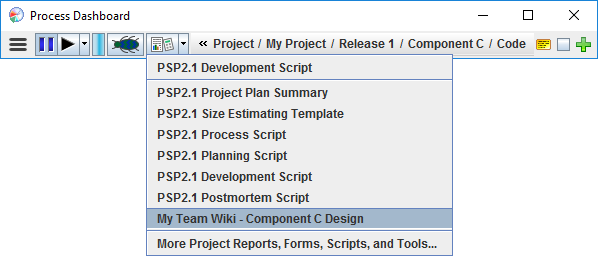 Process Dashboard
« Project / My Project / Release 1 / Component C / Code
PSP2.1 Development Script
PSP2.1 Project Plan Summary
PSP2.1 Size Estimating Template
PSP2.1 Process Script
PSP2.1 Planning Script
PSP2.1 Development Script
PSP2.1 Postmortem Script
My Team Wiki - Component C Design
More Project Reports, Forms, Scripts, and Tools...